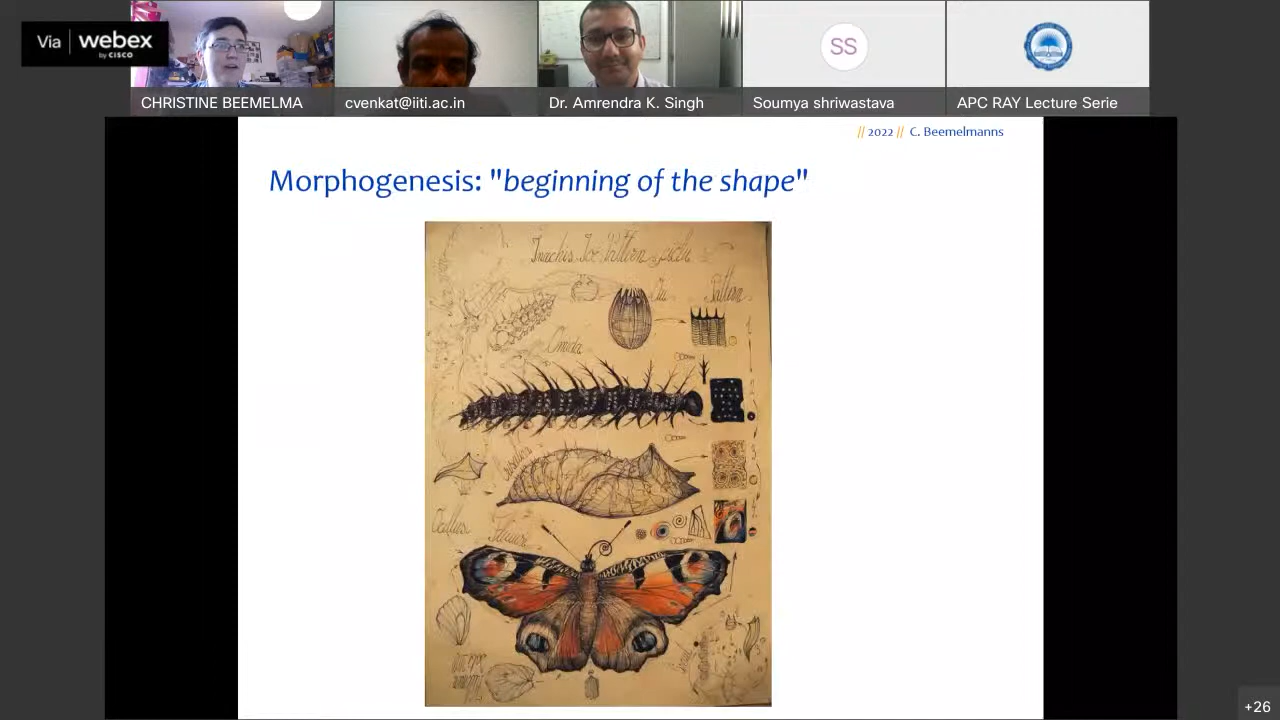 Via webex
by CISCO
CHRISTINE BEEMELMA
cvenkat@iiti.ac.in
Dr. Amrendra K. Singh
SS
Soumya shriwastava
APC RAY Lecture Serie
// 2022 // C. Beemelmanns
Morphogenesis: "beginning of the shape"
Pattern
+26